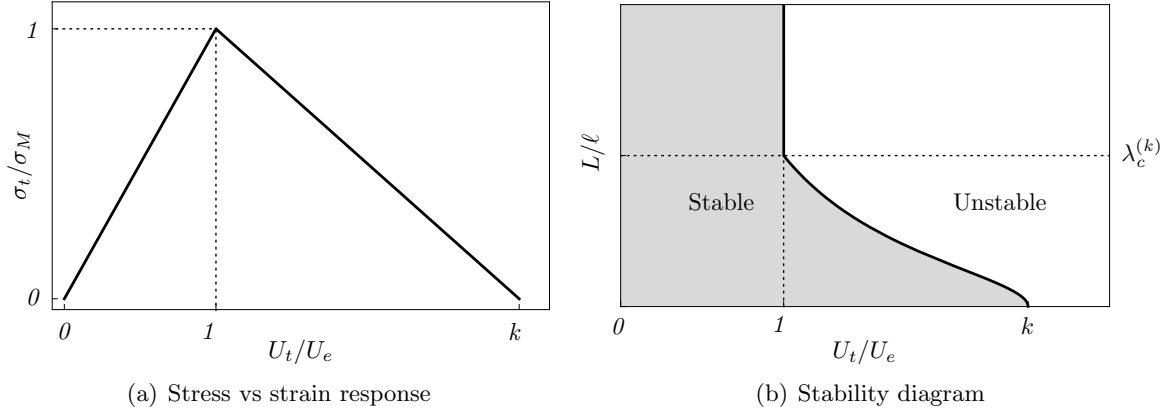 1
σ_t/σ_M
0
0
1
k
U_t/U_e
(a) Stress vs strain response
L/ℓ
λ_c^{(k)}
Stable
Unstable
0
1
k
U_t/U_e
(b) Stability diagram